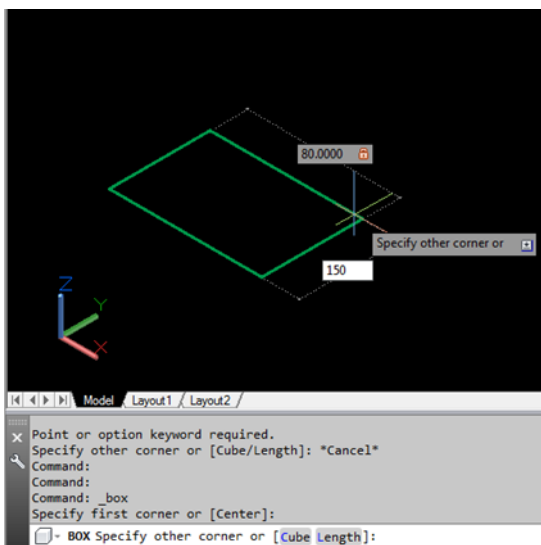 80.0000
Specify other corner or
150
Z
Y
X
Model Layout1 Layout2
Point or option keyword required.
Specify other corner or [Cube/Length]: *Cancel*
Command:
Command:
Command: _box
Specify first corner or [Center]:
BOX Specify other corner or [Cube Length]: